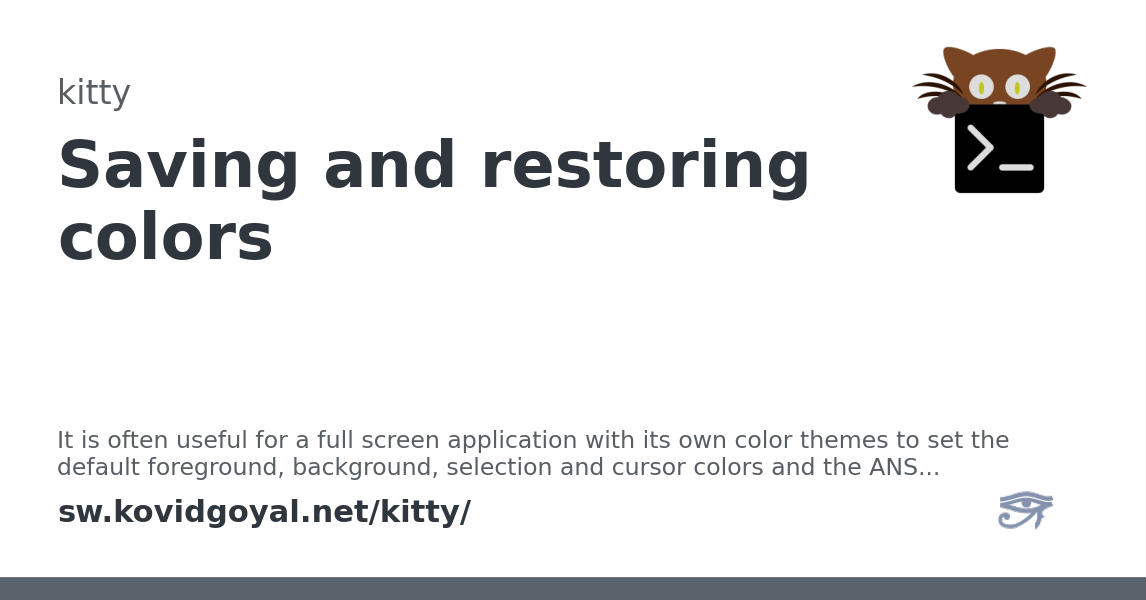 kitty
Saving and restoring
colors
>_
It is often useful for a full screen application with its own color themes to set the
default foreground, background, selection and cursor colors and the ANS...
sw.kovidgoyal.net/kitty/